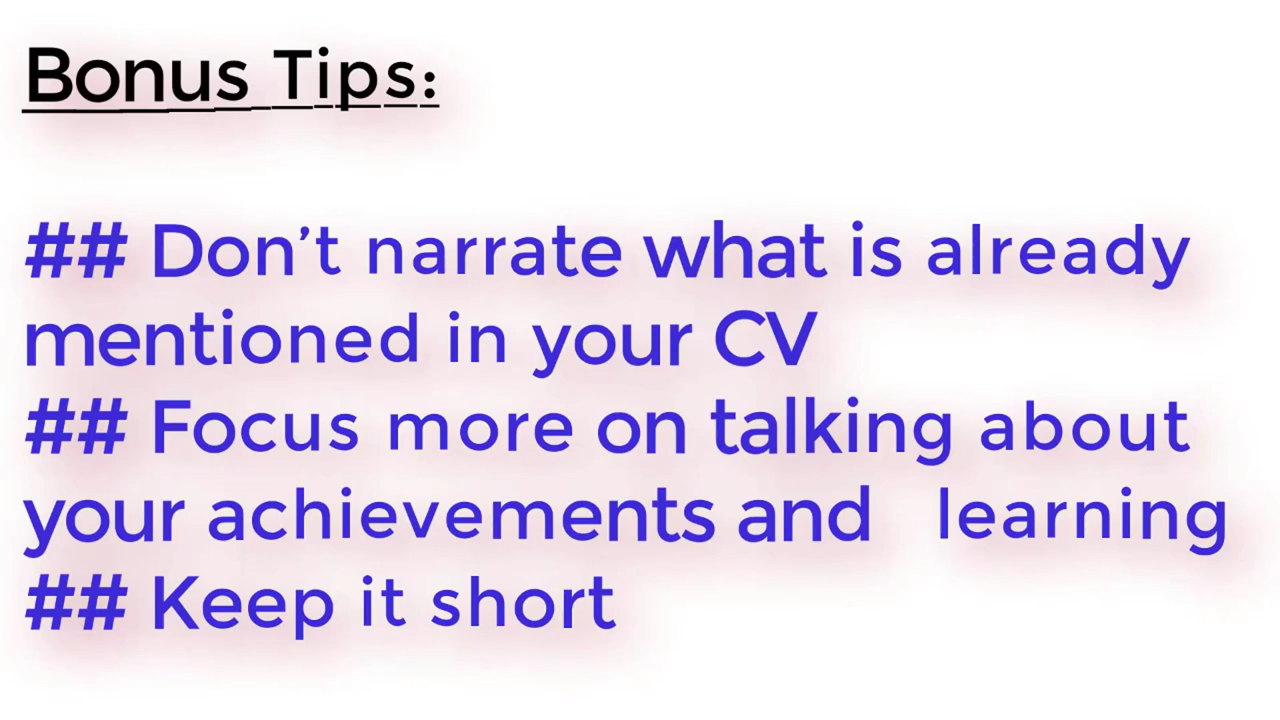 Bonus Tips:
## Don't narrate what is already
mentioned in your CV
## Focus more on talking about
your achievements and learning
## Keep it short